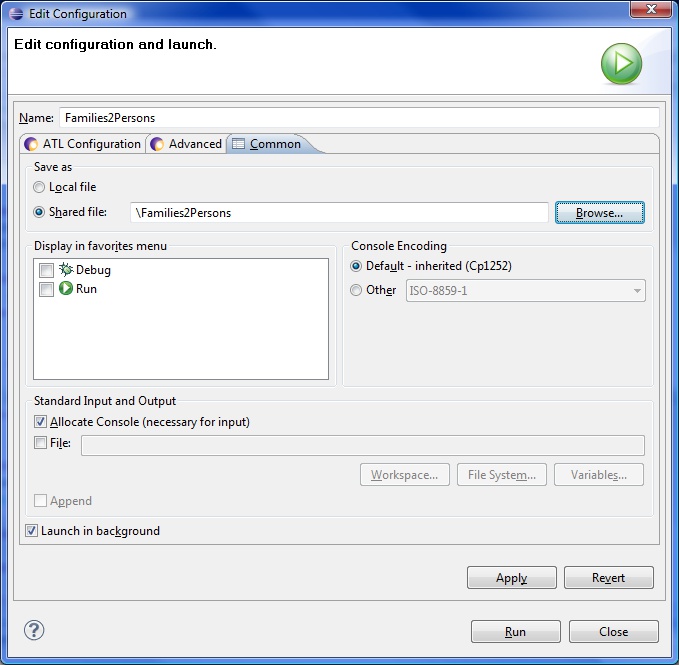 Edit Configuration
Edit configuration and launch.
Name: Families2Persons
ATL Configuration Advanced Common
Save as
Local file
Shared file: \Families2Persons Browse...
Display in favorites menu
Debug
Run
Console Encoding
Default - inherited (Cp1252)
Other ISO-8859-1
Standard Input and Output
Allocate Console (necessary for input)
File:
Workspace... File System... Variables...
Append
Launch in background
Apply Revert
? Run Close